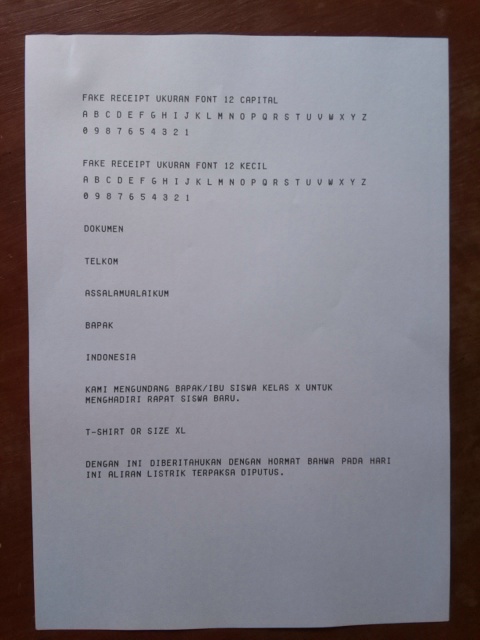 FAKE RECEIPT UKURAN FONT 12 CAPITAL
A B C D E F G H I J K L M N O P Q R S T U V W X Y Z
0 9 8 7 6 5 4 3 2 1
FAKE RECEIPT UKURAN FONT 12 KECIL
A B C D E F G H I J K L M N O P Q R S T U V W X Y Z
0 9 8 7 6 5 4 3 2 1
DOKUMEN
TELKOM
ASSALAMUALAIKUM
BAPAK
INDONESIA
KAMI MENGUNDANG BAPAK/IBU SISWA KELAS X UNTUK
MENGHADIRI RAPAT SISWA BARU.
T-SHIRT OR SIZE XL
DENGAN INI DIBERITAHUKAN DENGAN HORMAT BAHWA PADA HARI
INI ALIRAN LISTRIK TERPAKSA DIPUTUS.